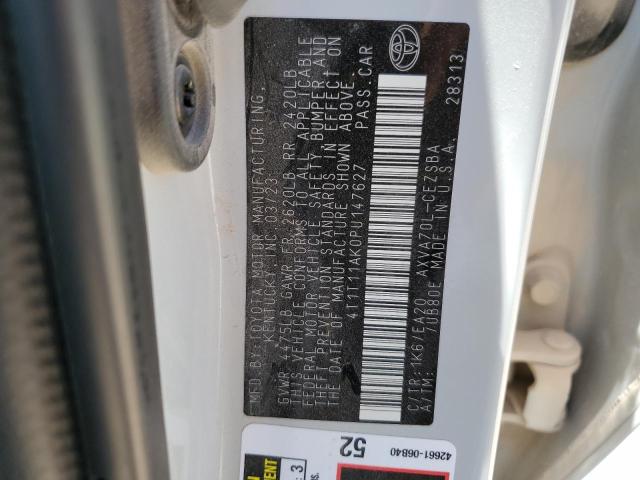 MFD. BY: TOYOTA MOTOR MANUFACTURING,
KENTUCKY, INC. 03/23
GVWR 4475LB GAWR FR 2620LB RR 2420LB
THIS VEHICLE CONFORMS TO ALL APPLICABLE
FEDERAL MOTOR VEHICLE SAFETY, BUMPER AND
THEFT PREVENTION STANDARDS IN EFFECT ON
THE DATE OF MANUFACTURE SHOWN ABOVE.
4T1T11AK0PU147627 PASS.CAR
C/TR:1K6/EA20 AXVA70L-CEZSBA
A/TM: 7UB80E MADE IN U.S.A. 28313
52
42661-06B40
3